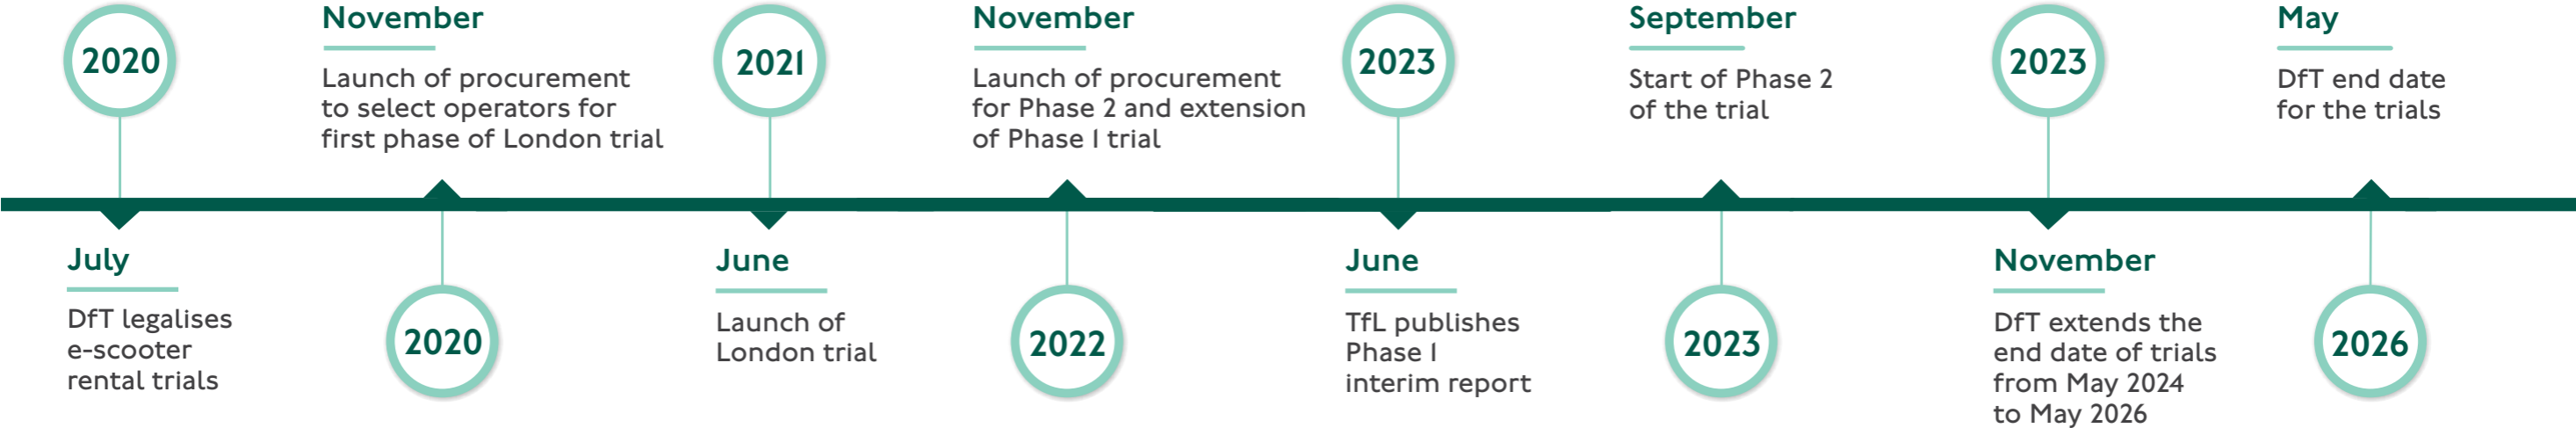 2020
July
DfT legalises
e-scooter
rental trials
November
Launch of procurement
to select operators for
first phase of London trial
2020
2021
June
Launch of
London trial
November
Launch of procurement
for Phase 2 and extension
of Phase 1 trial
2022
2023
June
TfL publishes
Phase 1
interim report
September
Start of Phase 2
of the trial
2023
2023
November
DfT extends the
end date of trials
from May 2024
to May 2026
May
DfT end date
for the trials
2026